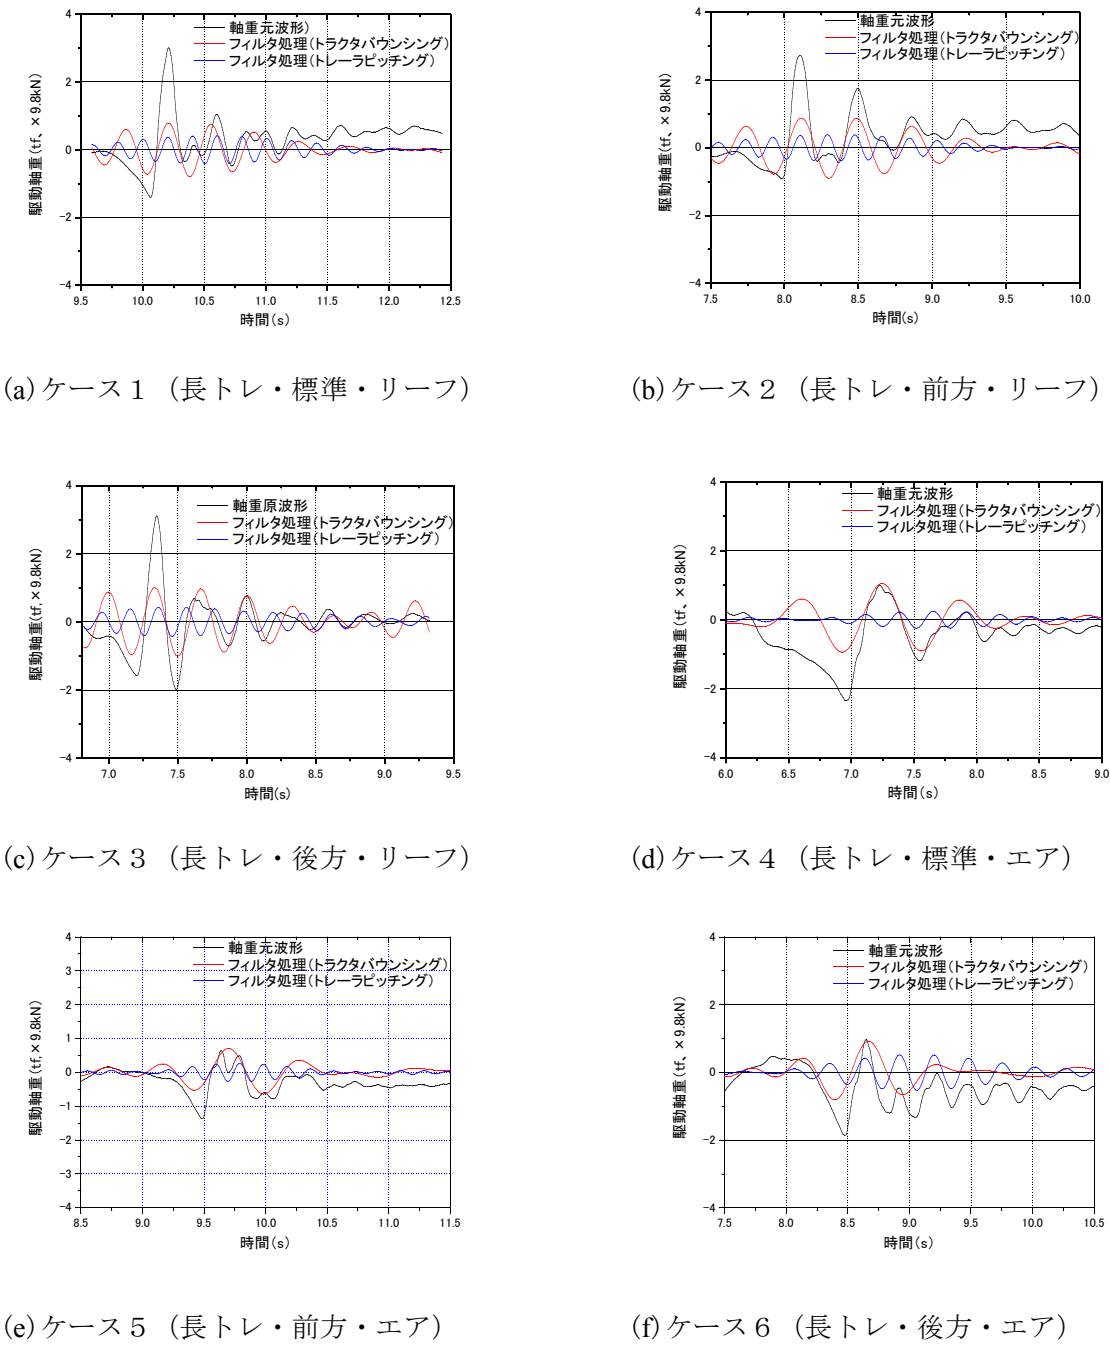 軸重元波形)
フィルタ処理(トラクタバウンシング)
フィルタ処理(トレーラピッチング)
駆動軸重(tf、×9.8kN)
4
2
0
-2
-4
9.5 10.0 10.5 11.0 11.5 12.0 12.5
時間(s)
(a)ケース1 (長トレ・標準・リーフ)
軸重元波形
フィルタ処理(トラクタバウンシング)
フィルタ処理(トレーラピッチング)
駆動軸重(tf、×9.8kN)
4
2
0
-2
-4
7.5 8.0 8.5 9.0 9.5 10.0
時間(s)
(b)ケース2 (長トレ・前方・リーフ)
軸重原波形
フィルタ処理(トラクタバウンシング)
フィルタ処理(トレーラピッチング)
駆動軸重(tf,×9.8kN)
4
2
0
-2
-4
7.0 7.5 8.0 8.5 9.0 9.5
時間(s)
(c)ケース3 (長トレ・後方・リーフ)
軸重元波形
フィルタ処理(トラクタバウンシング)
フィルタ処理(トレーラピッチング)
駆動軸重(tf、×9.8kN)
4
2
0
-2
-4
6.0 6.5 7.0 7.5 8.0 8.5 9.0
時間(s)
(d)ケース4 (長トレ・標準・エア)
軸重元波形
フィルタ処理(トラクタバウンシング)
フィルタ処理(トレーラピッチング)
駆動軸重(tf,×9.8kN)
4
3
2
1
0
-1
-2
-3
-4
8.5 9.0 9.5 10.0 10.5 11.0 11.5
時間(s)
(e)ケース5 (長トレ・前方・エア)
軸重元波形
フィルタ処理(トラクタバウンシング)
フィルタ処理(トレーラピッチング)
駆動軸重(tf、×9.8kN)
4
2
0
-2
-4
7.5 8.0 8.5 9.0 9.5 10.0 10.5
時間(s)
(f)ケース6 (長トレ・後方・エア)